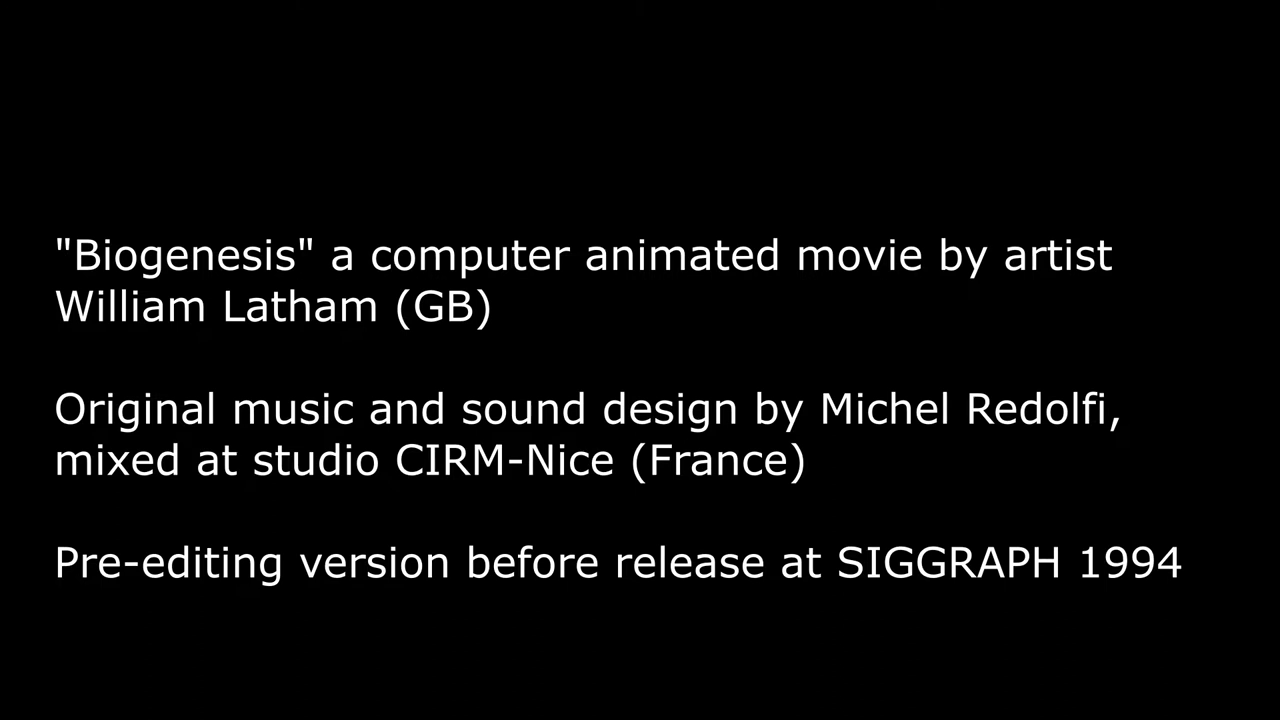 "Biogenesis" a computer animated movie by artist
William Latham (GB)
Original music and sound design by Michel Redolfi,
mixed at studio CIRM-Nice (France)
Pre-editing version before release at SIGGRAPH 1994